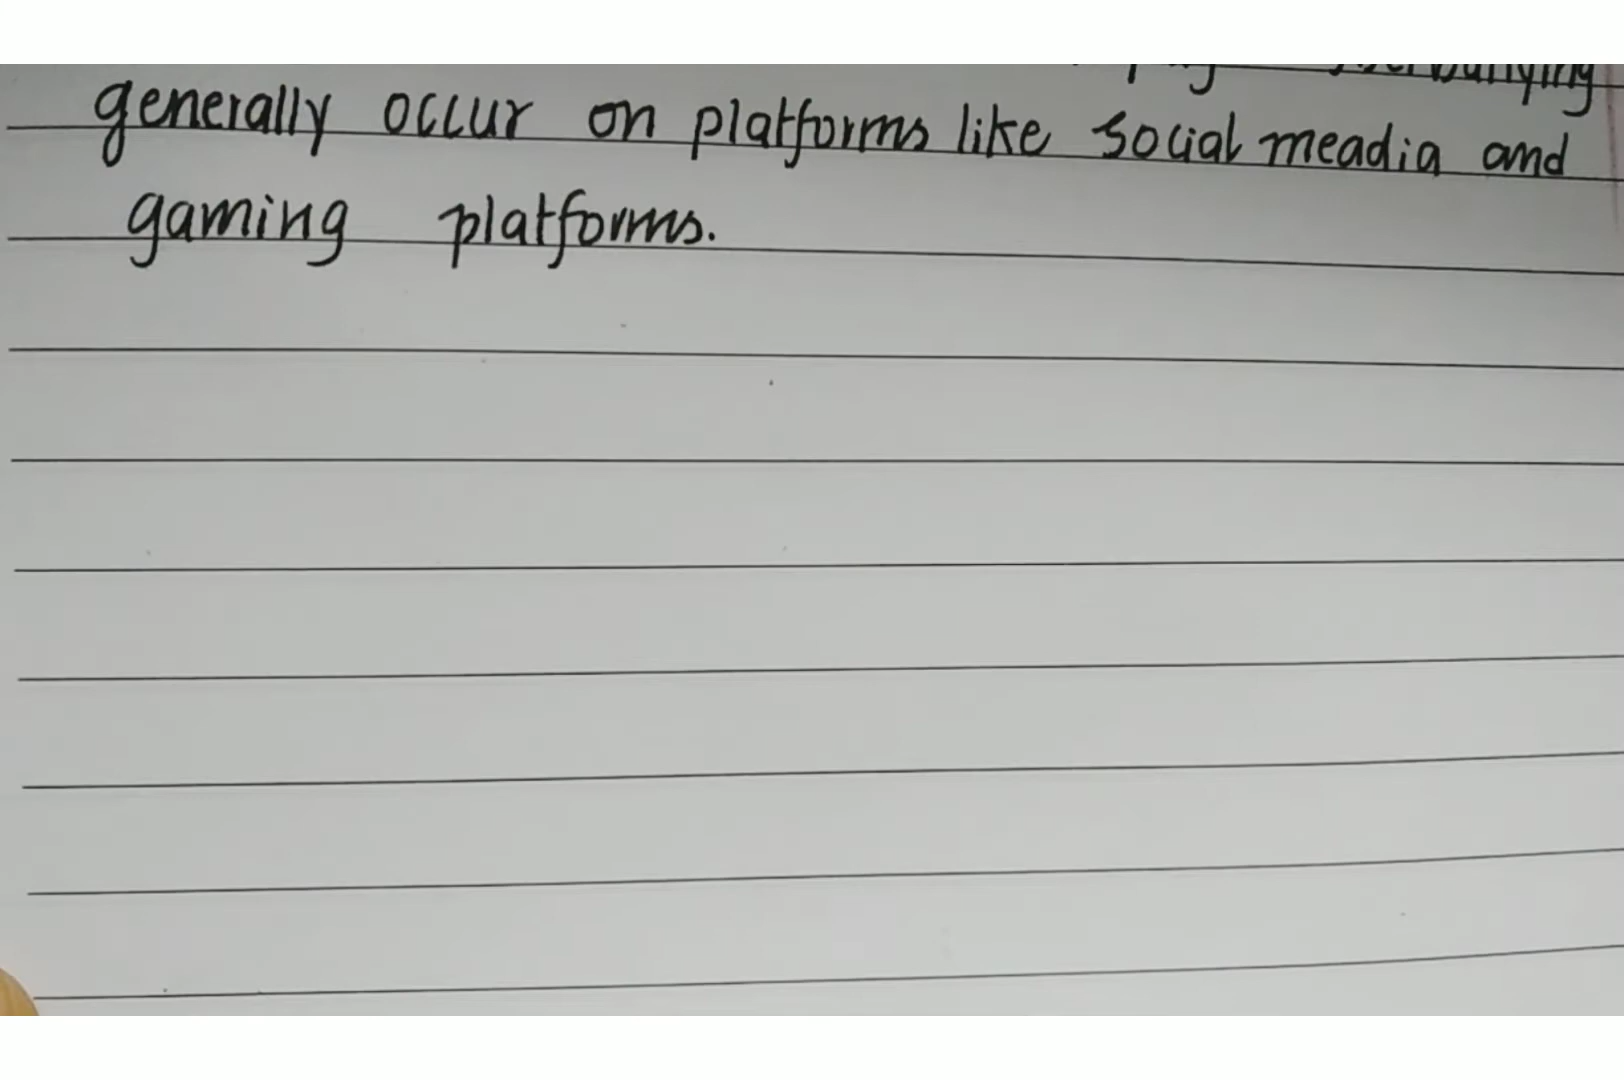 generally occur on platforms like social meadia and
gaming platforms.